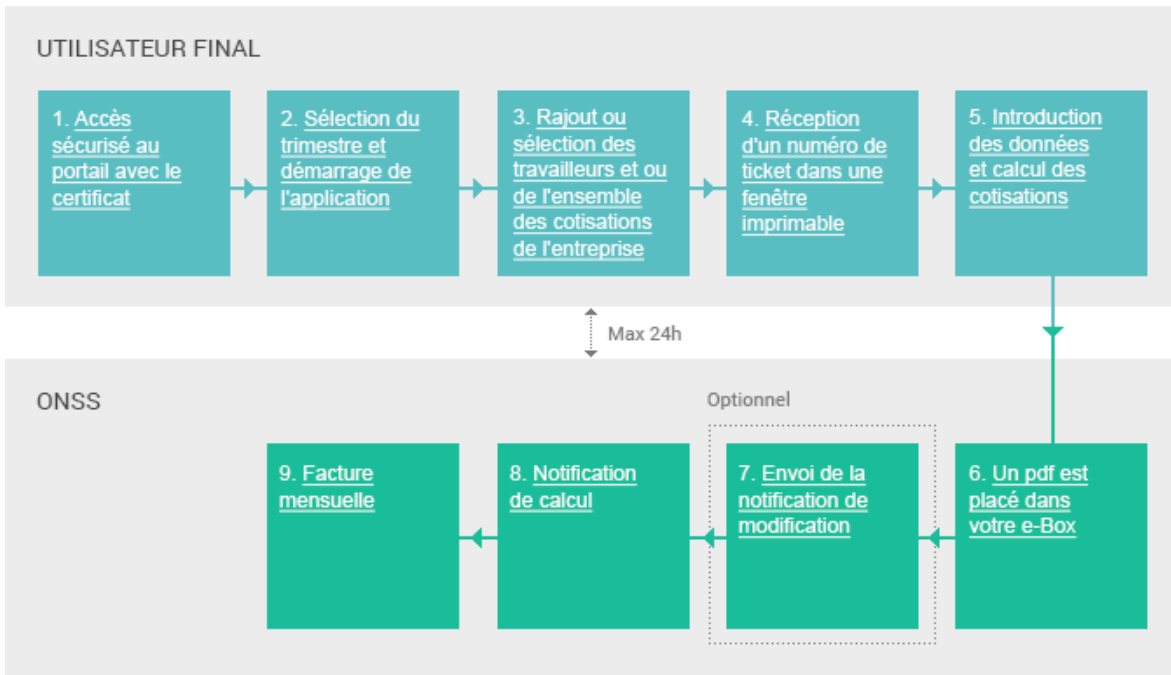 UTILISATEUR FINAL
1. Accès
sécurisé au
portail avec le
certificat
2. Sélection du
trimestre et
démarrage de
l'application
3. Rajout ou
sélection des
travailleurs et ou
de l'ensemble
des cotisations
de l'entreprise
4. Réception
d'un numéro de
ticket dans une
fenêtre
imprimable
5. Introduction
des données
et calcul des
cotisations
Max 24h
ONSS
Optionnel
9. Facture
mensuelle
8. Notification
de calcul
7. Envoi de la
notification de
modification
6. Un pdf est
placé dans
votre e-Box